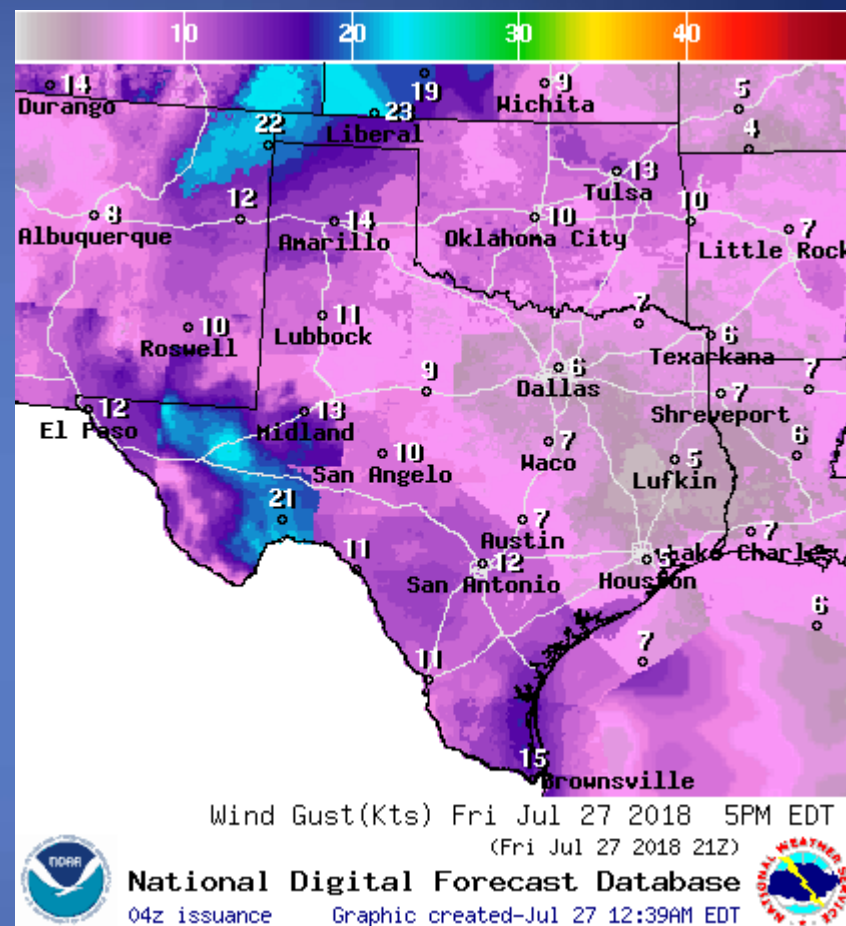 10 20 30 40
14 19 9 5
Durango Wichita
22 Liberal 23 4
13
Tulsa
8 12 14 10 10 7
Albuquerque Amarillo Oklahoma City Little Rock
10 11 7 6
Roswell Lubbock Texarkana
9 6 7
Dallas 7
12 13 Shreveport
El Paso Midland
10 7 5 6
San Angelo Waco Lufkin
21 7 7
Austin Lake Charles
11 12 5
San Antonio Houston
6
11 7
15
Brownsville
Wind Gust(Kts) Fri Jul 27 2018 5PM EDT
(Fri Jul 27 2018 21Z)
NOAA
National Digital Forecast Database
04z issuance Graphic created-Jul 27 12:39AM EDT
NATIONAL WEATHER SERVICE